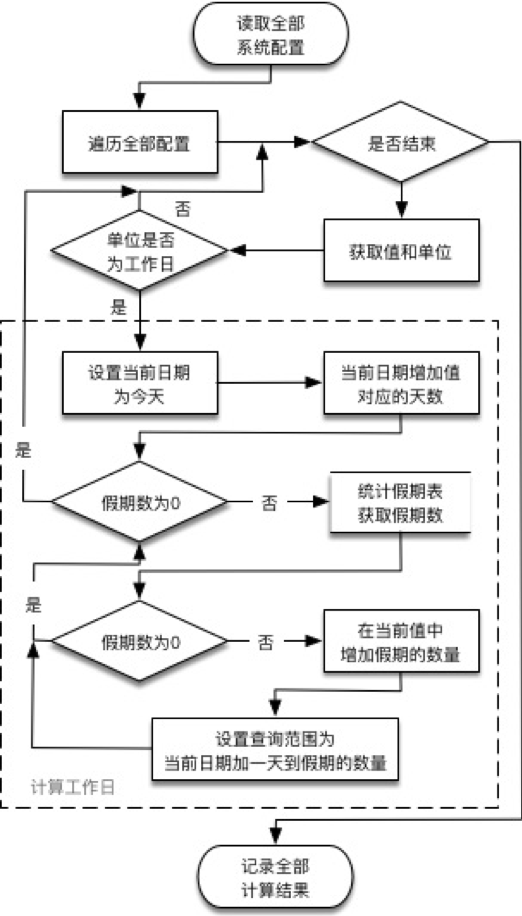 读取全部
系统配置
遍历全部配置
是否结束
否
单位是否
为工作日
获取值和单位
是
设置当前日期
为今天
当前日期增加值
对应的天数
是
假期数为0
否
统计假期表
获取假期数
是
假期数为0
否
在当前值中
增加假期的数量
设置查询范围为
当前日期加一天到假期的数量
计算工作日
记录全部
计算结果